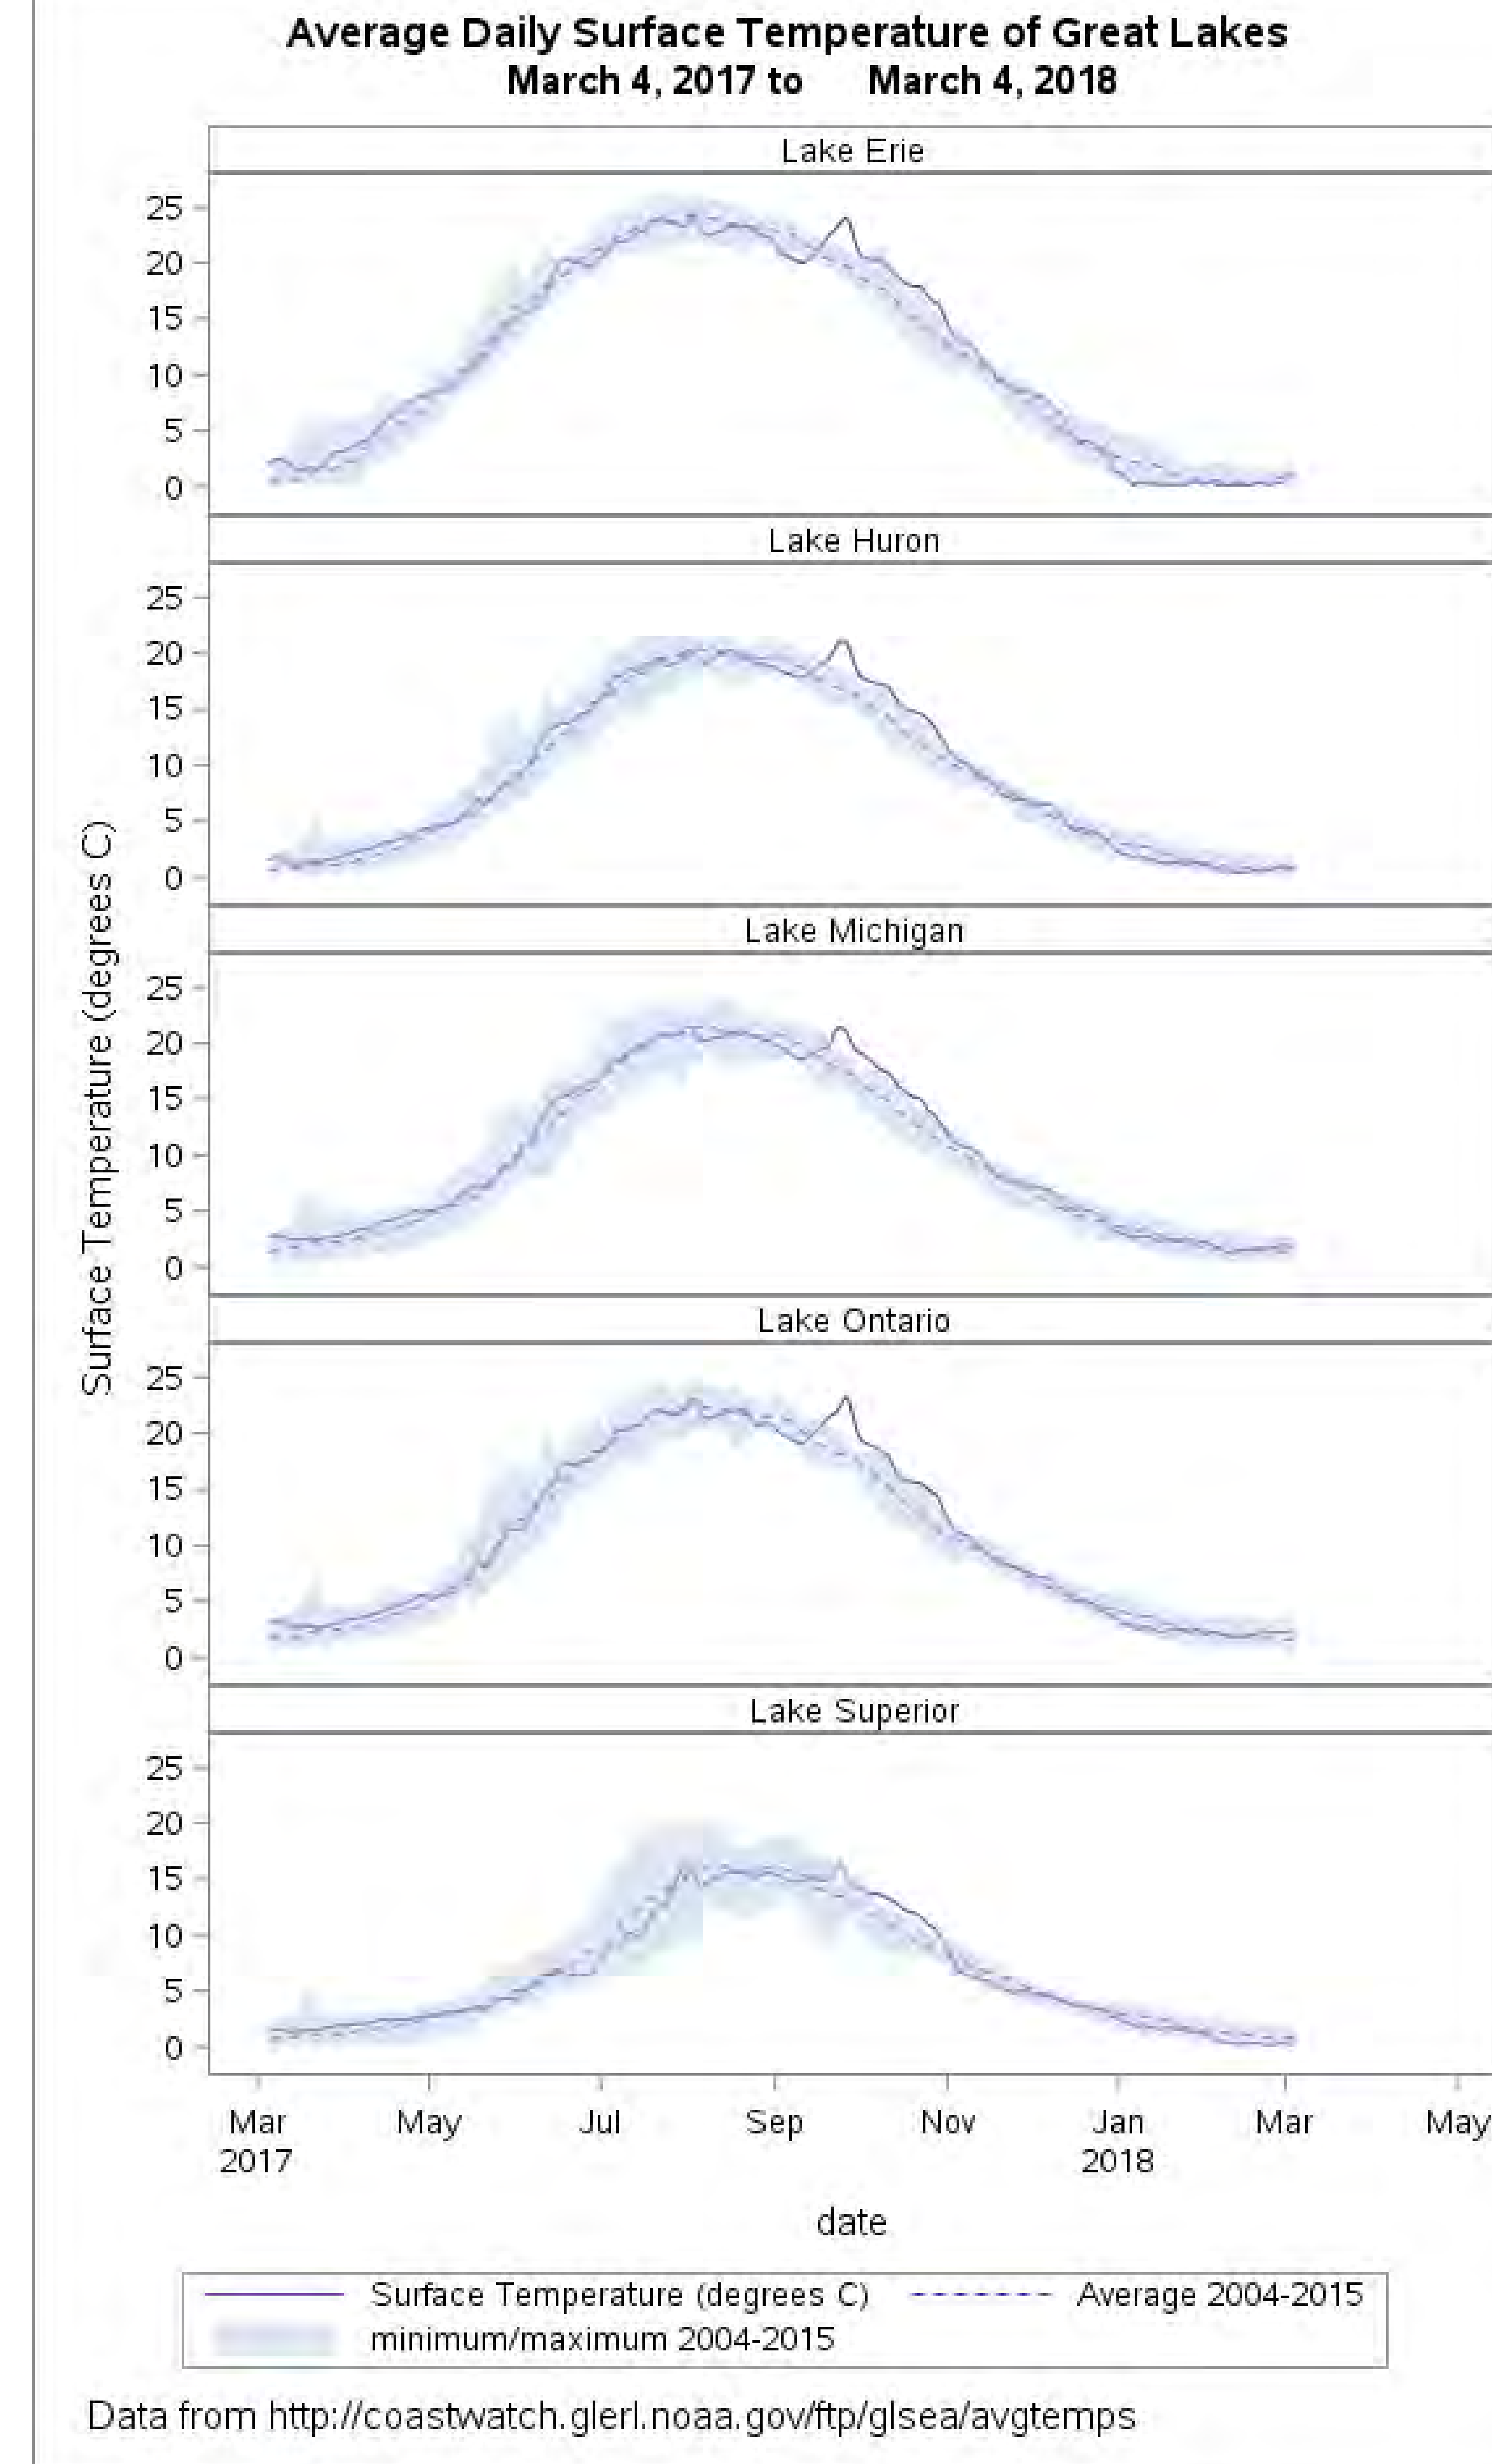 Average Daily Surface Temperature of Great Lakes
March 4, 2017 to March 4, 2018
Lake Erie
25
20
15
10
5
0
Lake Huron
25
20
15
10
5
0
Lake Michigan
25
20
15
10
5
0
Lake Ontario
25
20
15
10
5
0
Lake Superior
25
20
15
10
5
0
Surface Temperature (degrees C)
Mar May Jul Sep Nov Jan Mar May
2017 2018
date
Surface Temperature (degrees C) Average 2004-2015
minimum/maximum 2004-2015
Data from http://coastwatch.glerl.noaa.gov/ftp/glsea/avgtemps